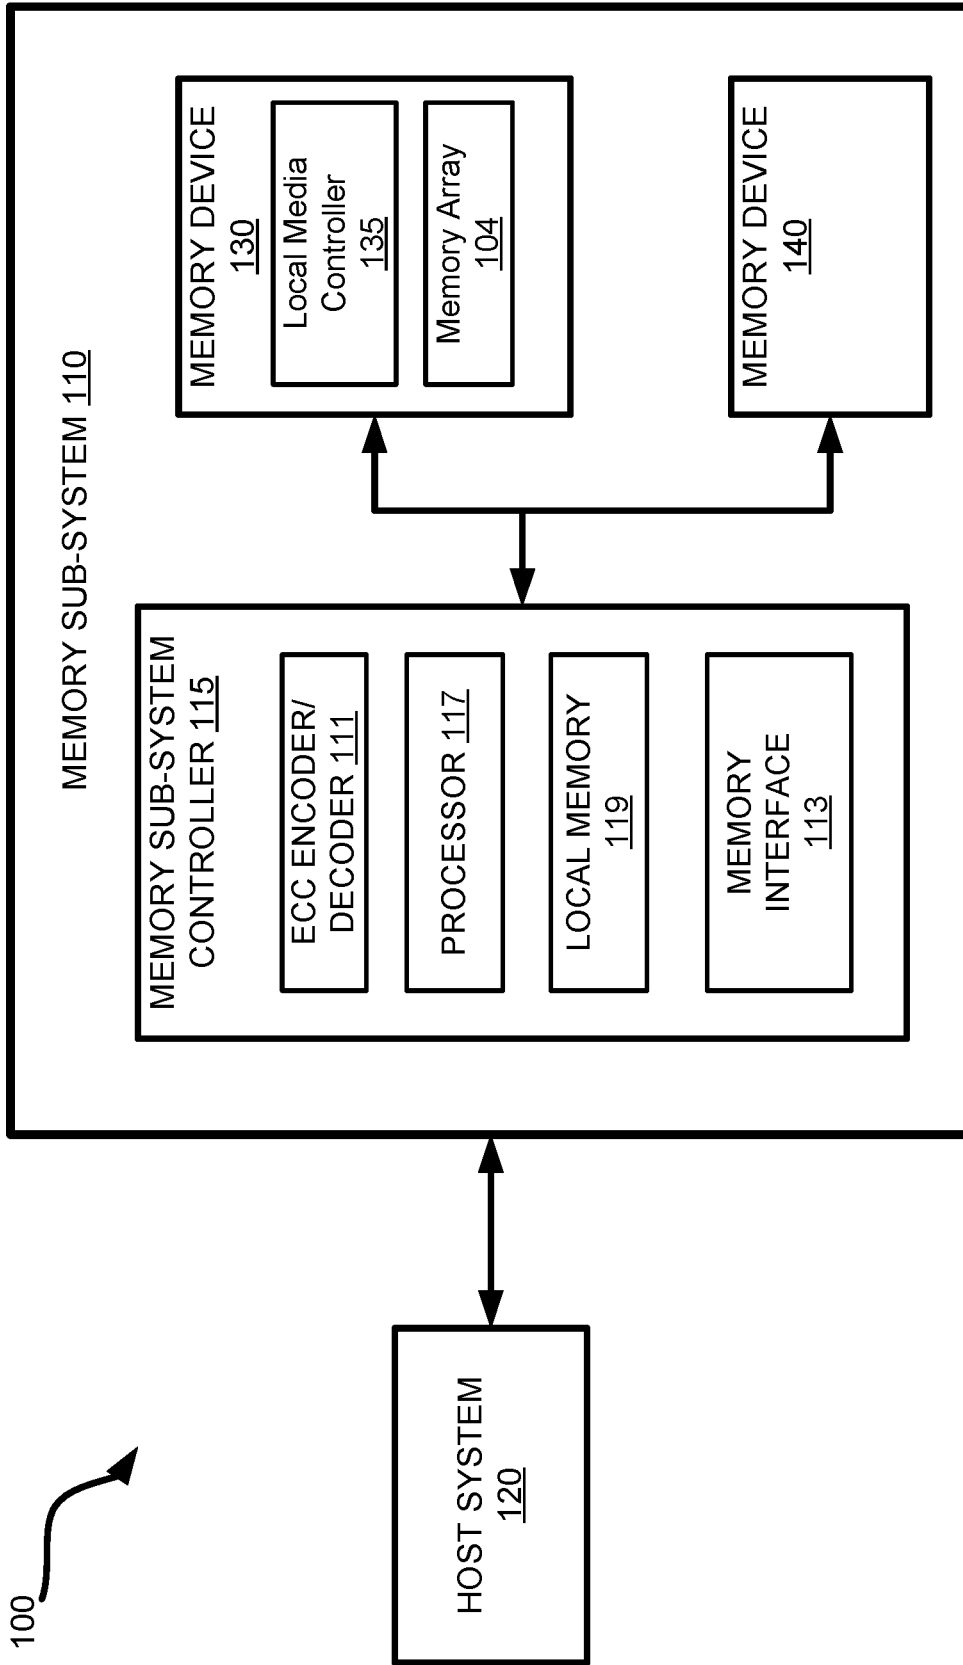 100
HOST SYSTEM
120
MEMORY SUB-SYSTEM 110
MEMORY SUB-SYSTEM
CONTROLLER 115
ECC ENCODER/
DECODER 111
PROCESSOR 117
LOCAL MEMORY
119
MEMORY
INTERFACE
113
MEMORY DEVICE
130
Local Media
Controller
135
Memory Array
104
MEMORY DEVICE
140